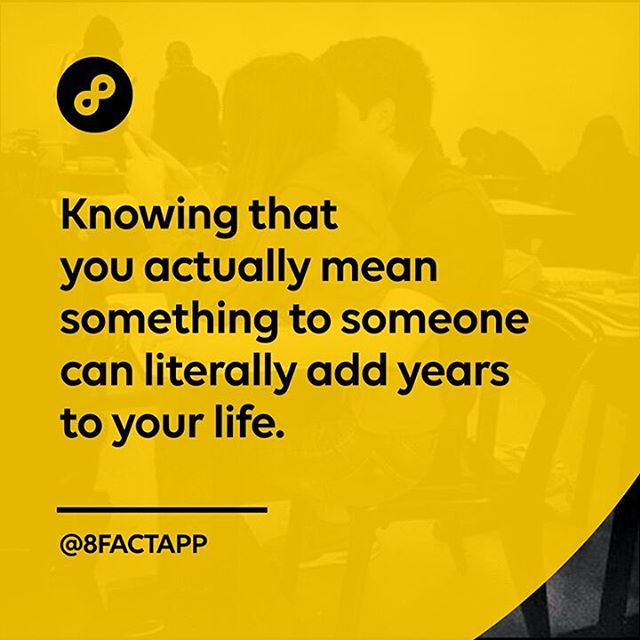 Knowing that
you actually mean
something to someone
can literally add years
to your life.
@8FACTAPP